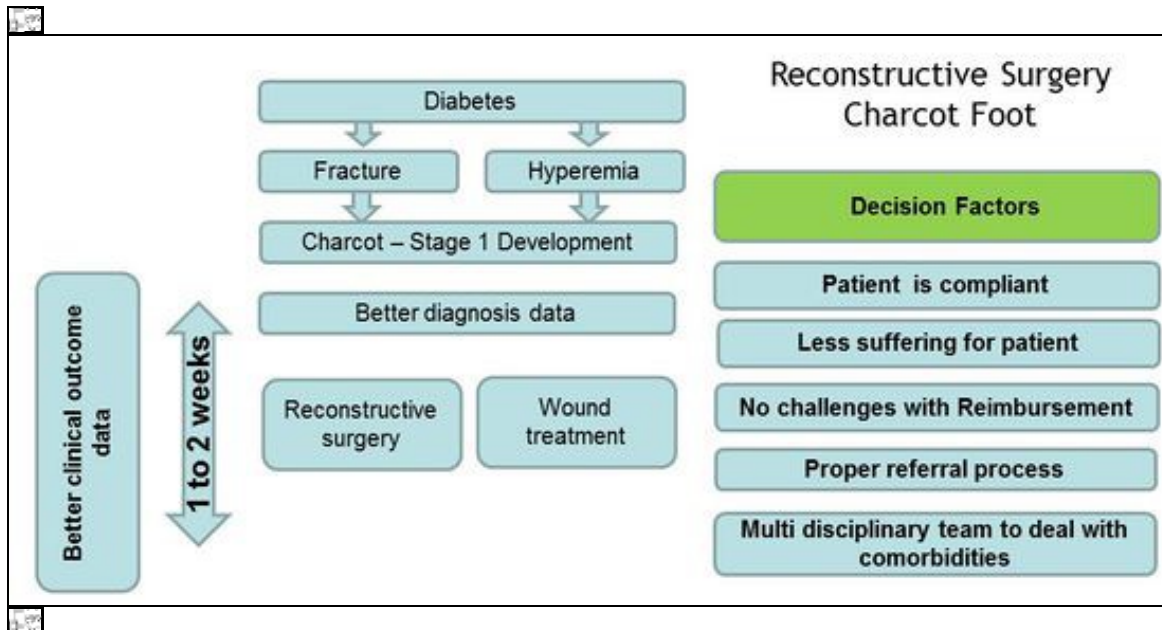 Reconstructive Surgery
Charcot Foot
Diabetes
Fracture
Hyperemia
Charcot – Stage 1 Development
Better diagnosis data
Reconstructive
surgery
Wound
treatment
Better clinical outcome
data
1 to 2 weeks
Decision Factors
Patient is compliant
Less suffering for patient
No challenges with Reimbursement
Proper referral process
Multi disciplinary team to deal with
comorbidities